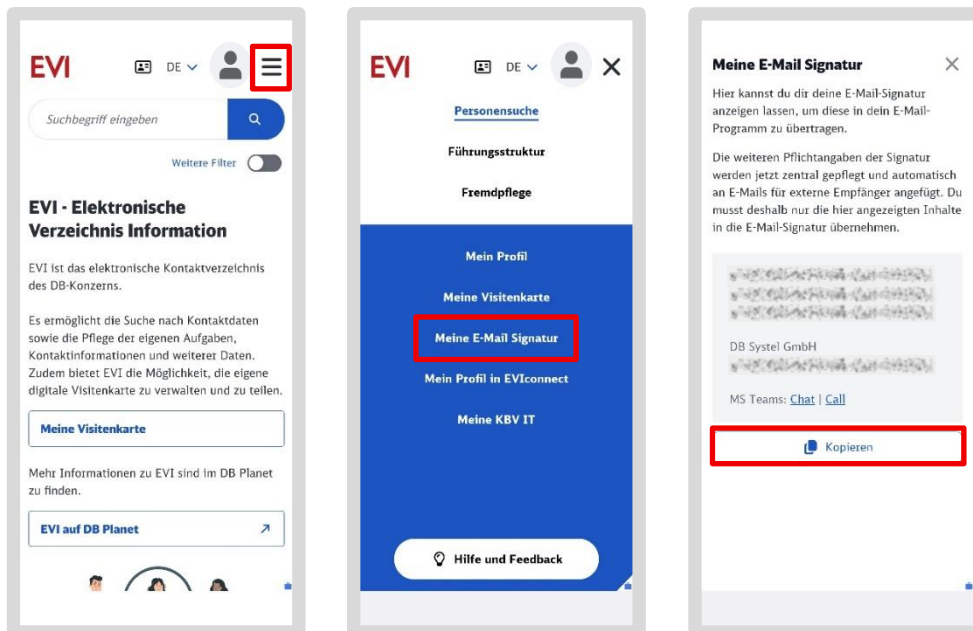 EVI
DE
Suchbegriff eingeben
Weitere Filter
EVI - Elektronische
Verzeichnis Information
EVI ist das elektronische Kontaktverzeichnis
des DB-Konzerns.
Es ermöglicht die Suche nach Kontaktdaten
sowie die Pflege der eigenen Aufgaben,
Kontaktinformationen und weiterer Daten.
Zudem bietet EVI die Möglichkeit, die eigene
digitale Visitenkarte zu verwalten und zu teilen.
Meine Visitenkarte
Mehr Informationen zu EVI sind im DB Planet
zu finden.
EVI auf DB Planet
EVI
DE
Personensuche
Führungsstruktur
Fremdpflege
Mein Profil
Meine Visitenkarte
Meine E-Mail Signatur
Mein Profil in EVIconnect
Meine KBV IT
Hilfe und Feedback
Meine E-Mail Signatur
Hier kannst du dir deine E-Mail-Signatur
anzeigen lassen, um diese in dein E-Mail-
Programm zu übertragen.
Die weiteren Pflichtangaben der Signatur
werden jetzt zentral gepflegt und automatisch
an E-Mails für externe Empfänger angefügt. Du
musst deshalb nur die hier angezeigten Inhalte
in die E-Mail-Signatur übernehmen.
DB Systel GmbH
MS Teams: Chat | Call
Kopieren